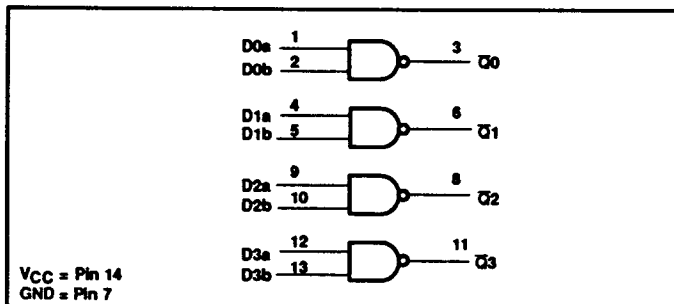 D0a 1
D0b 2
3 Q̅0
D1a 4
D1b 5
6 Q̅1
D2a 9
D2b 10
8 Q̅2
D3a 12
D3b 13
11 Q̅3
VCC = Pin 14
GND = Pin 7